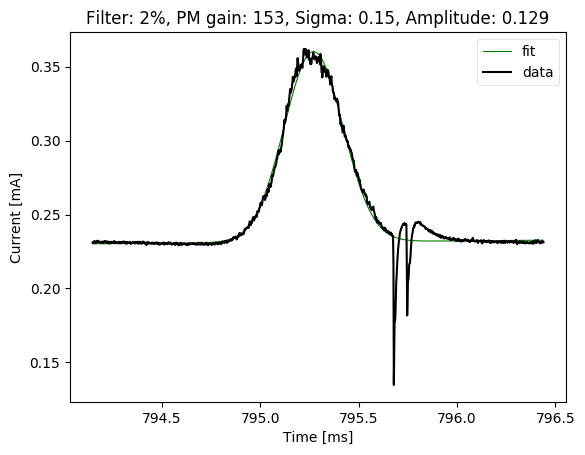 Filter: 2%, PM gain: 153, Sigma: 0.15, Amplitude: 0.129
fit
data
Current [mA]
0.35
0.30
0.25
0.20
0.15
794.5 795.0 795.5 796.0 796.5
Time [ms]